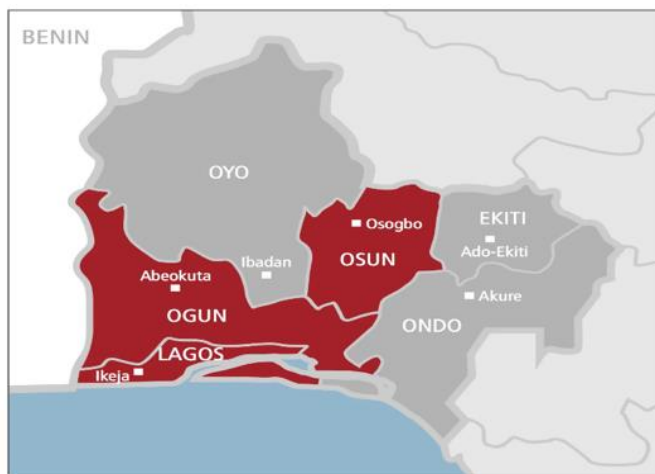 BENIN
OYO
Osogbo
EKITI
Ado-Ekiti
OSUN
Ibadan
Abeokuta
Akure
OGUN
ONDO
LAGOS
Ikeja